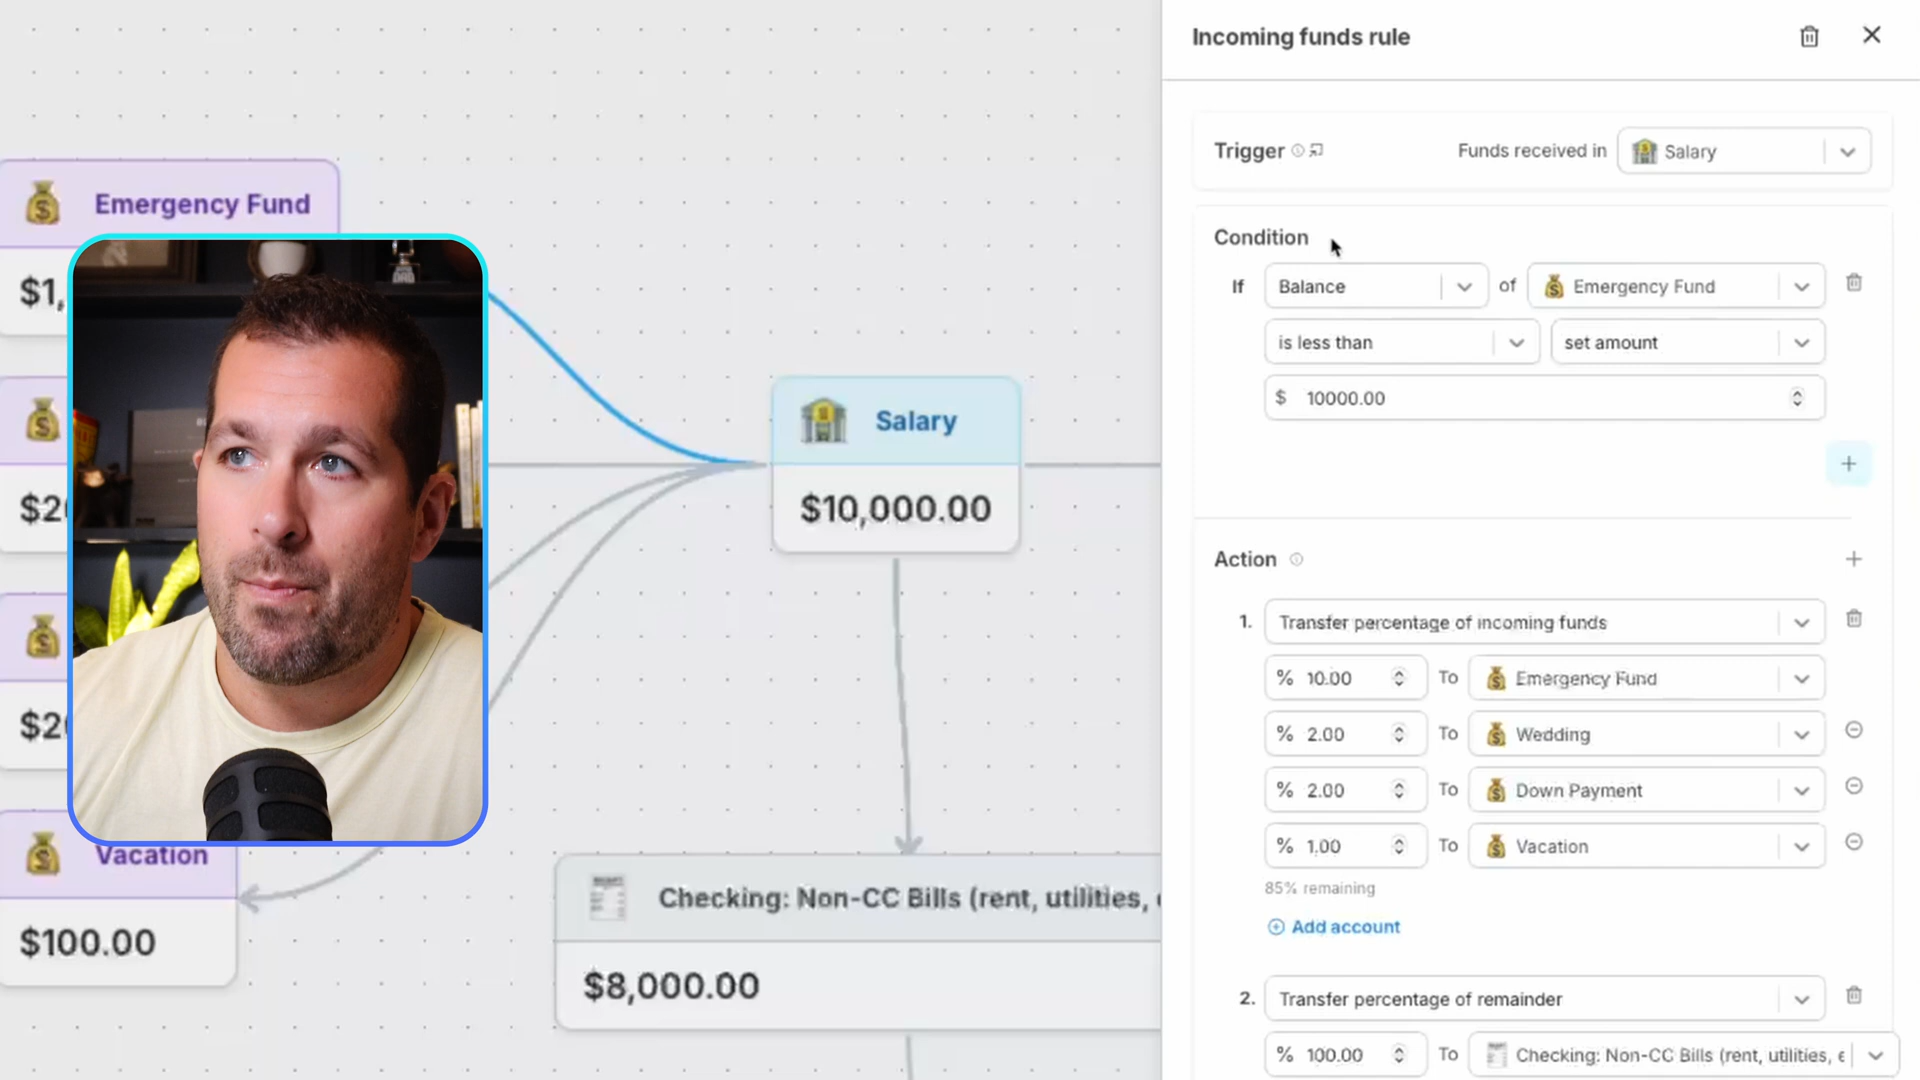 Emergency Fund
$1,
$20
$20
Vacation
$100.00
Salary
$10,000.00
Checking: Non-CC Bills (rent, utilities,
$8,000.00
Incoming funds rule
Trigger Funds received in Salary
Condition
If Balance of Emergency Fund
is less than set amount
$ 10000.00
Action
1. Transfer percentage of incoming funds
% 10.00 To Emergency Fund
% 2.00 To Wedding
% 2.00 To Down Payment
% 1.00 To Vacation
85% remaining
Add account
2. Transfer percentage of remainder
% 100.00 To Checking: Non-CC Bills (rent, utilities, e